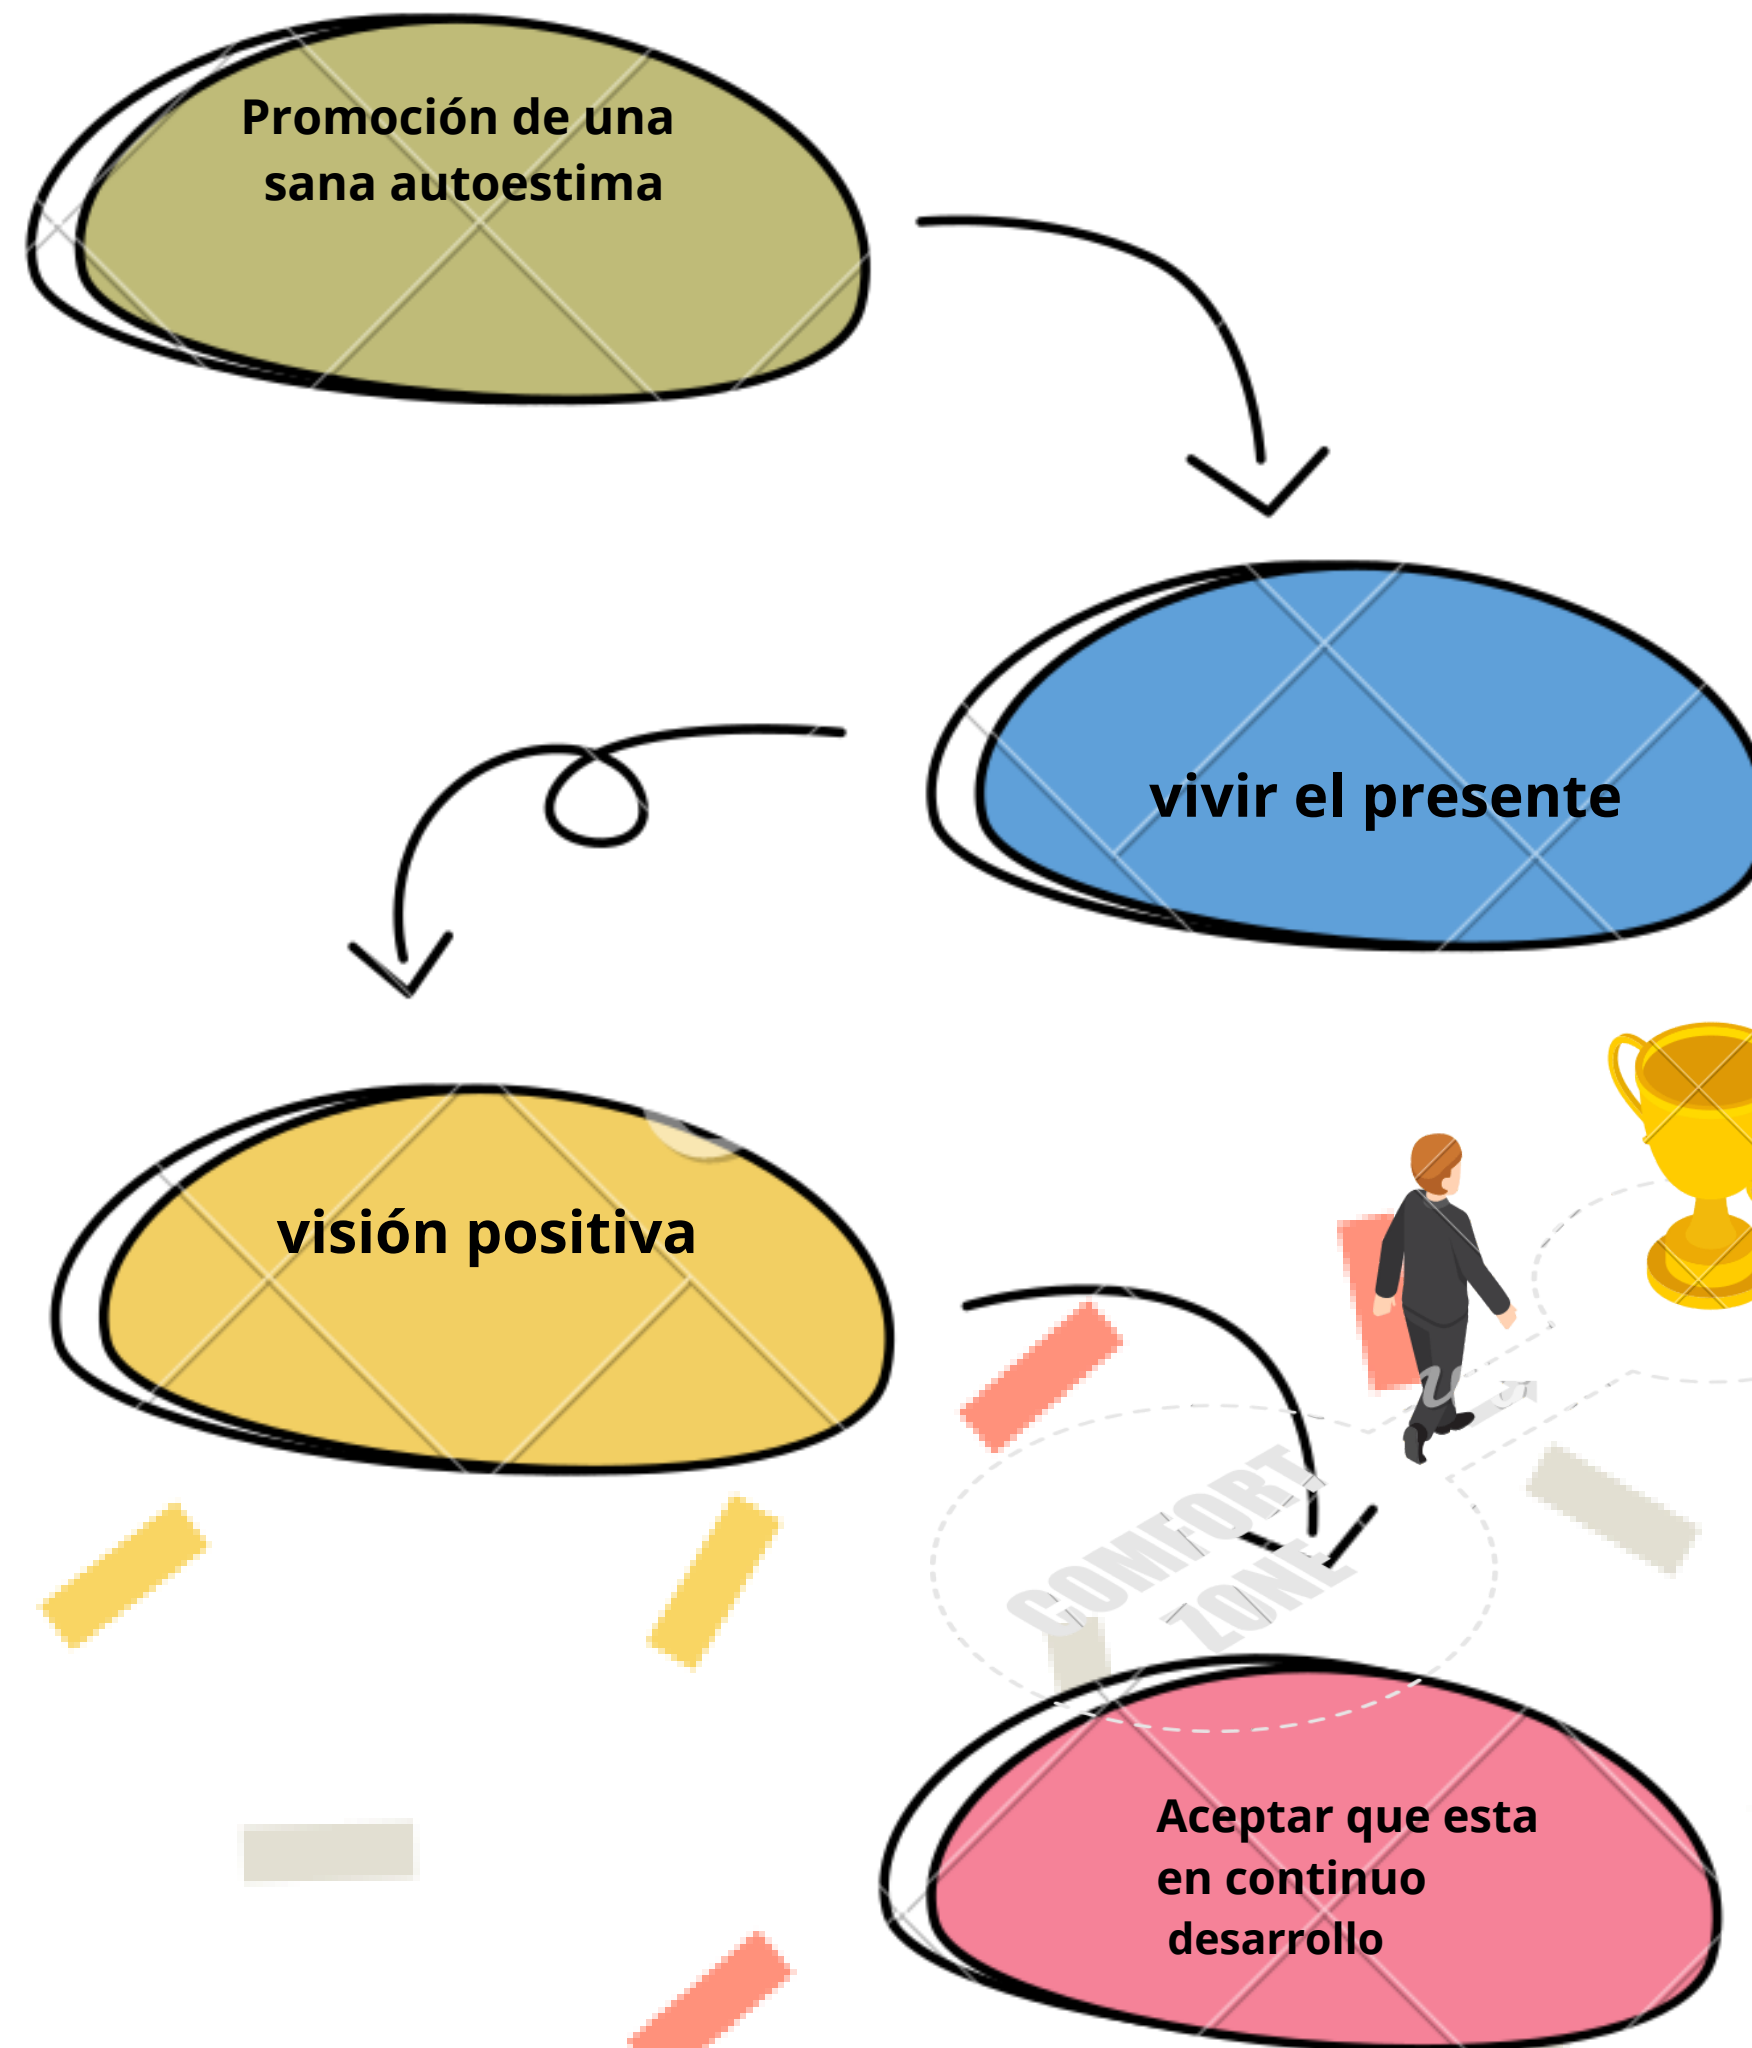 Promoción de una
sana autoestima
vivir el presente
visión positiva
COMFORT
ZONE
Aceptar que esta
en continuo
desarrollo